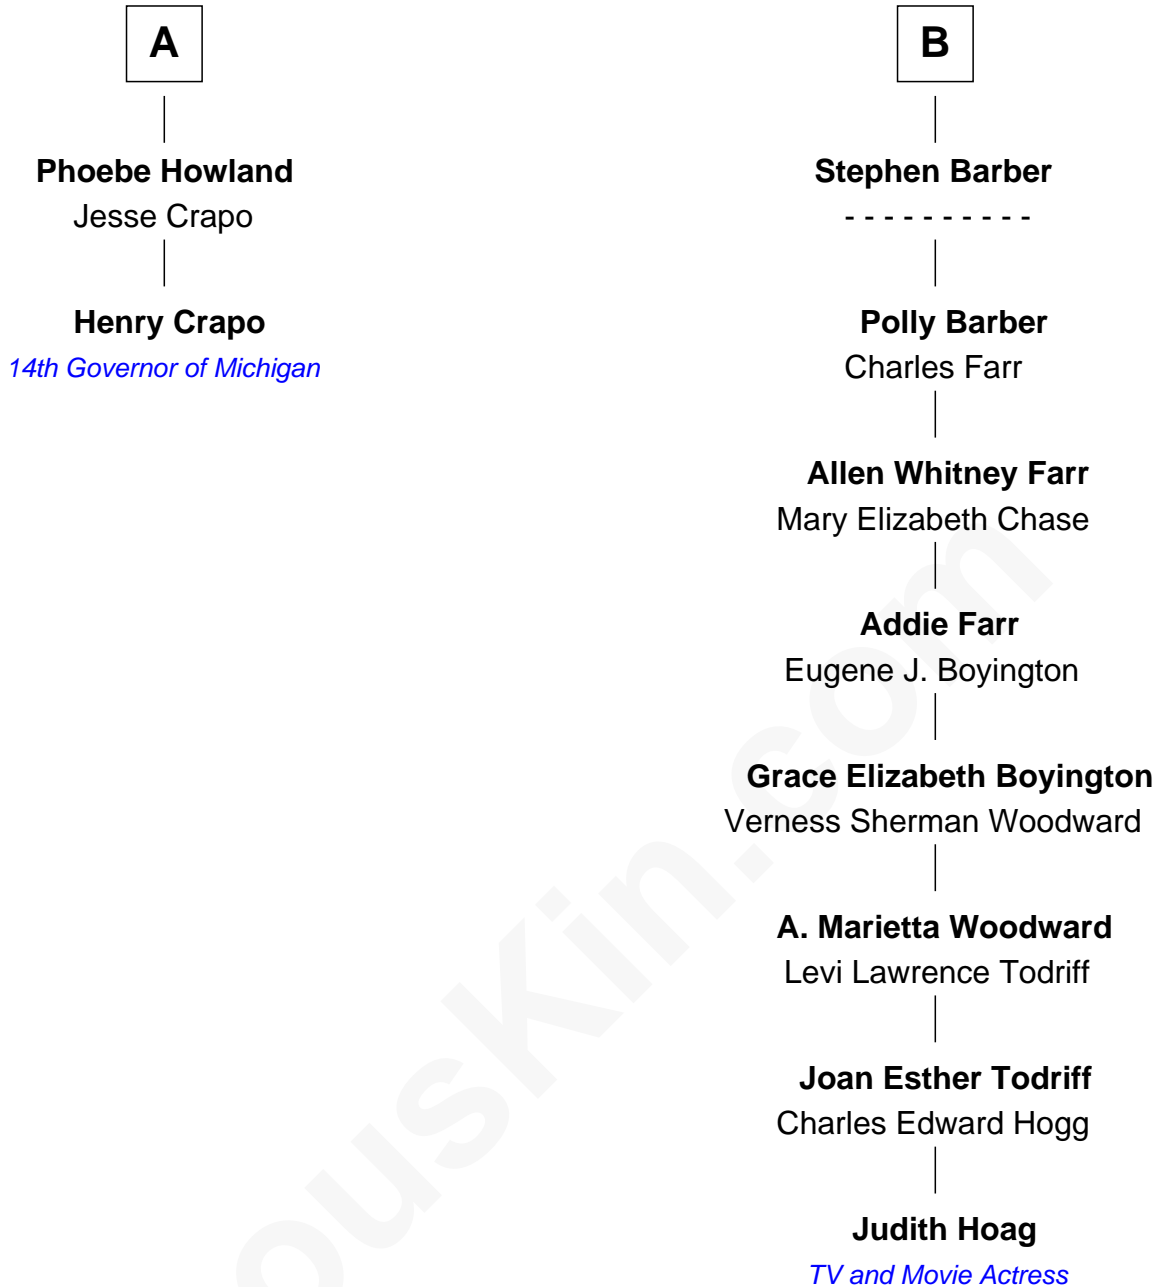 A
Phoebe Howland
Jesse Crapo
Henry Crapo
14th Governor of Michigan
B
Stephen Barber
- - - - - - - - - -
Polly Barber
Charles Farr
Allen Whitney Farr
Mary Elizabeth Chase
Addie Farr
Eugene J. Boyington
Grace Elizabeth Boyington
Verness Sherman Woodward
A. Marietta Woodward
Levi Lawrence Todriff
Joan Esther Todriff
Charles Edward Hogg
Judith Hoag
TV and Movie Actress
ousKin.com